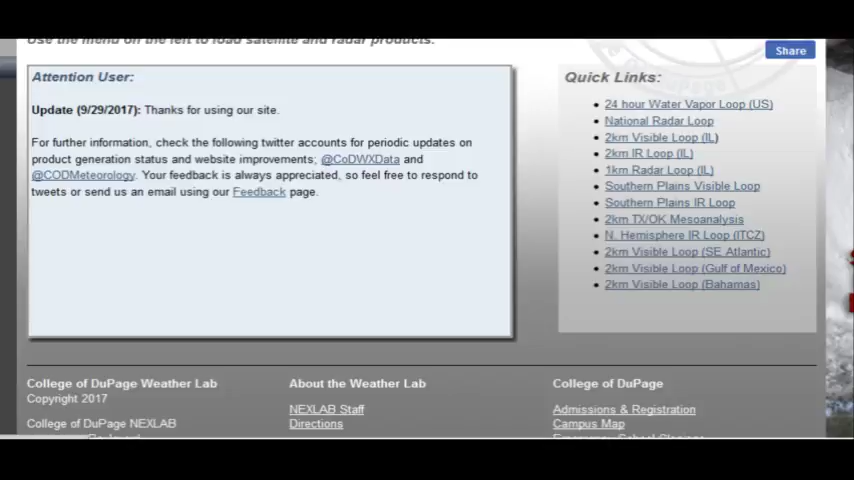 Use the menu on the left to load satellite and radar products.
Share
Attention User:
Update (9/29/2017): Thanks for using our site.
For further information, check the following twitter accounts for periodic updates on
product generation status and website improvements; @CoDWXData and
@CODMeteorology. Your feedback is always appreciated, so feel free to respond to
tweets or send us an email using our Feedback page.
Quick Links:
24 hour Water Vapor Loop (US)
National Radar Loop
2km Visible Loop (IL)
2km IR Loop (IL)
1km Radar Loop (IL)
Southern Plains Visible Loop
Southern Plains IR Loop
2km TX/OK Mesoanalysis
N. Hemisphere IR Loop (ITCZ)
2km Visible Loop (SE Atlantic)
2km Visible Loop (Gulf of Mexico)
2km Visible Loop (Bahamas)
College of DuPage Weather Lab
Copyright 2017
College of DuPage NEXLAB
About the Weather Lab
NEXLAB Staff
Directions
College of DuPage
Admissions & Registration
Campus Map